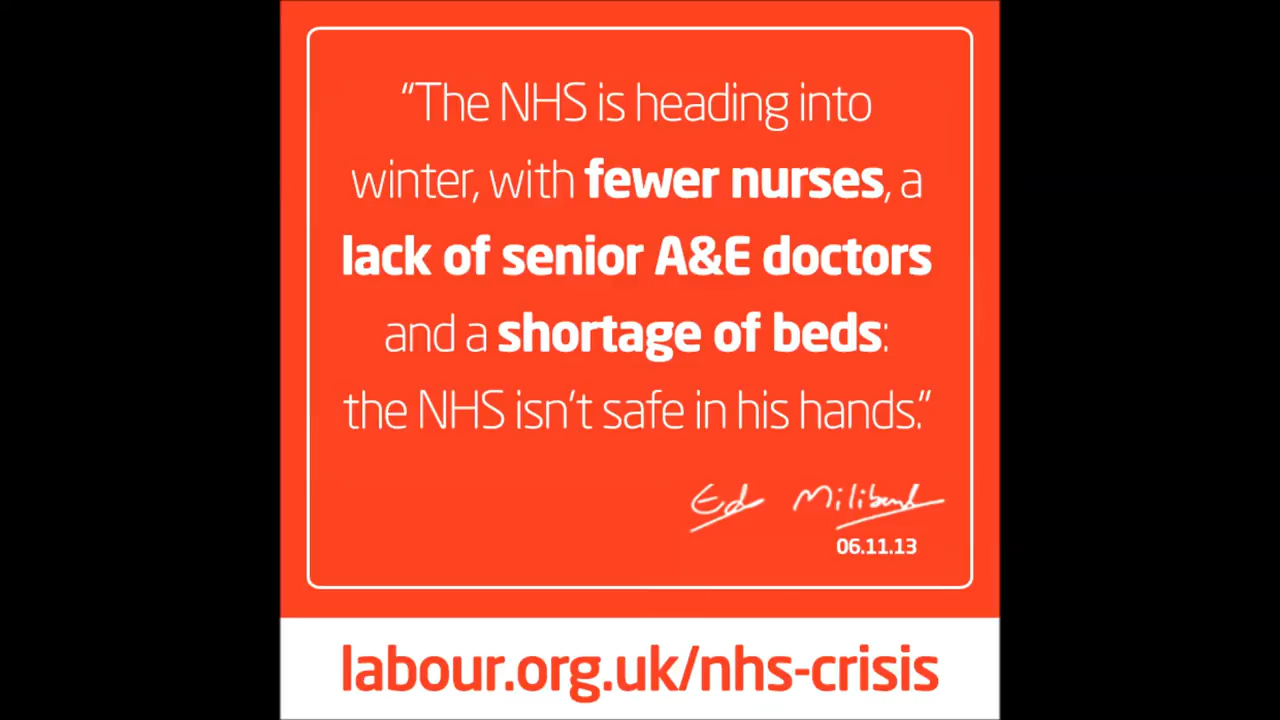 “The NHS is heading into
winter, with fewer nurses, a
lack of senior A&E doctors
and a shortage of beds:
the NHS isn’t safe in his hands.”
Ed Miliband
06.11.13
labour.org.uk/nhs-crisis